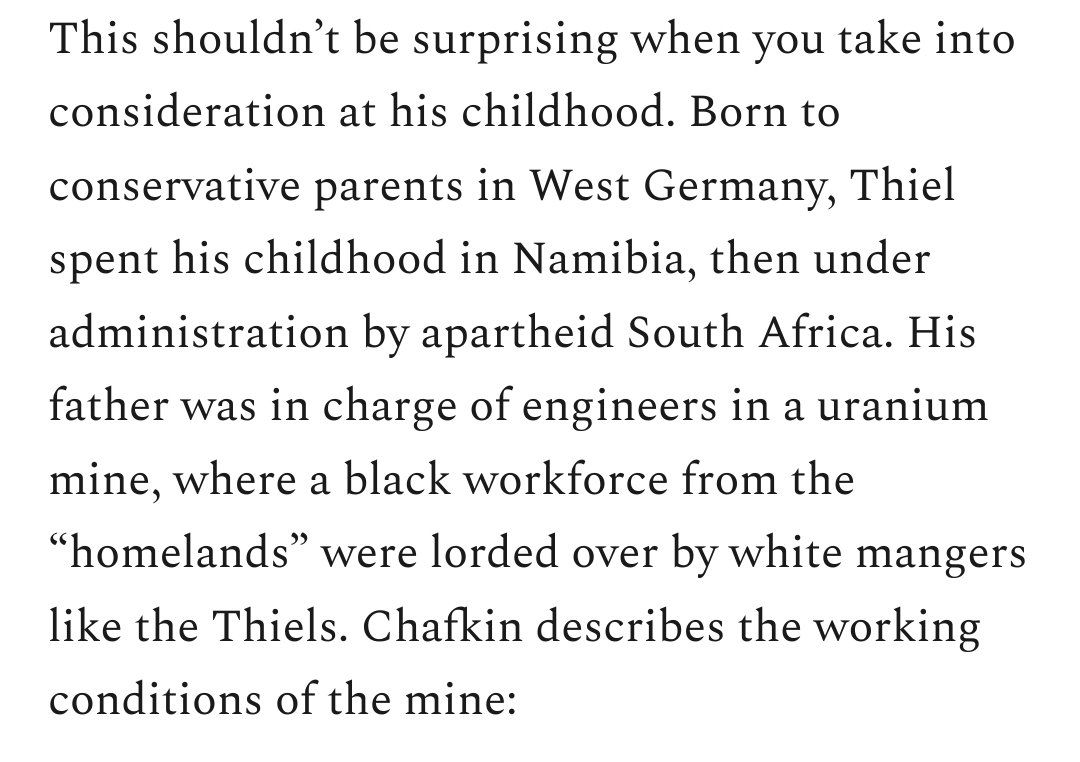 This shouldn’t be surprising when you take into
consideration at his childhood. Born to
conservative parents in West Germany, Thiel
spent his childhood in Namibia, then under
administration by apartheid South Africa. His
father was in charge of engineers in a uranium
mine, where a black workforce from the
“homelands” were lorded over by white mangers
like the Thiels. Chafkin describes the working
conditions of the mine: